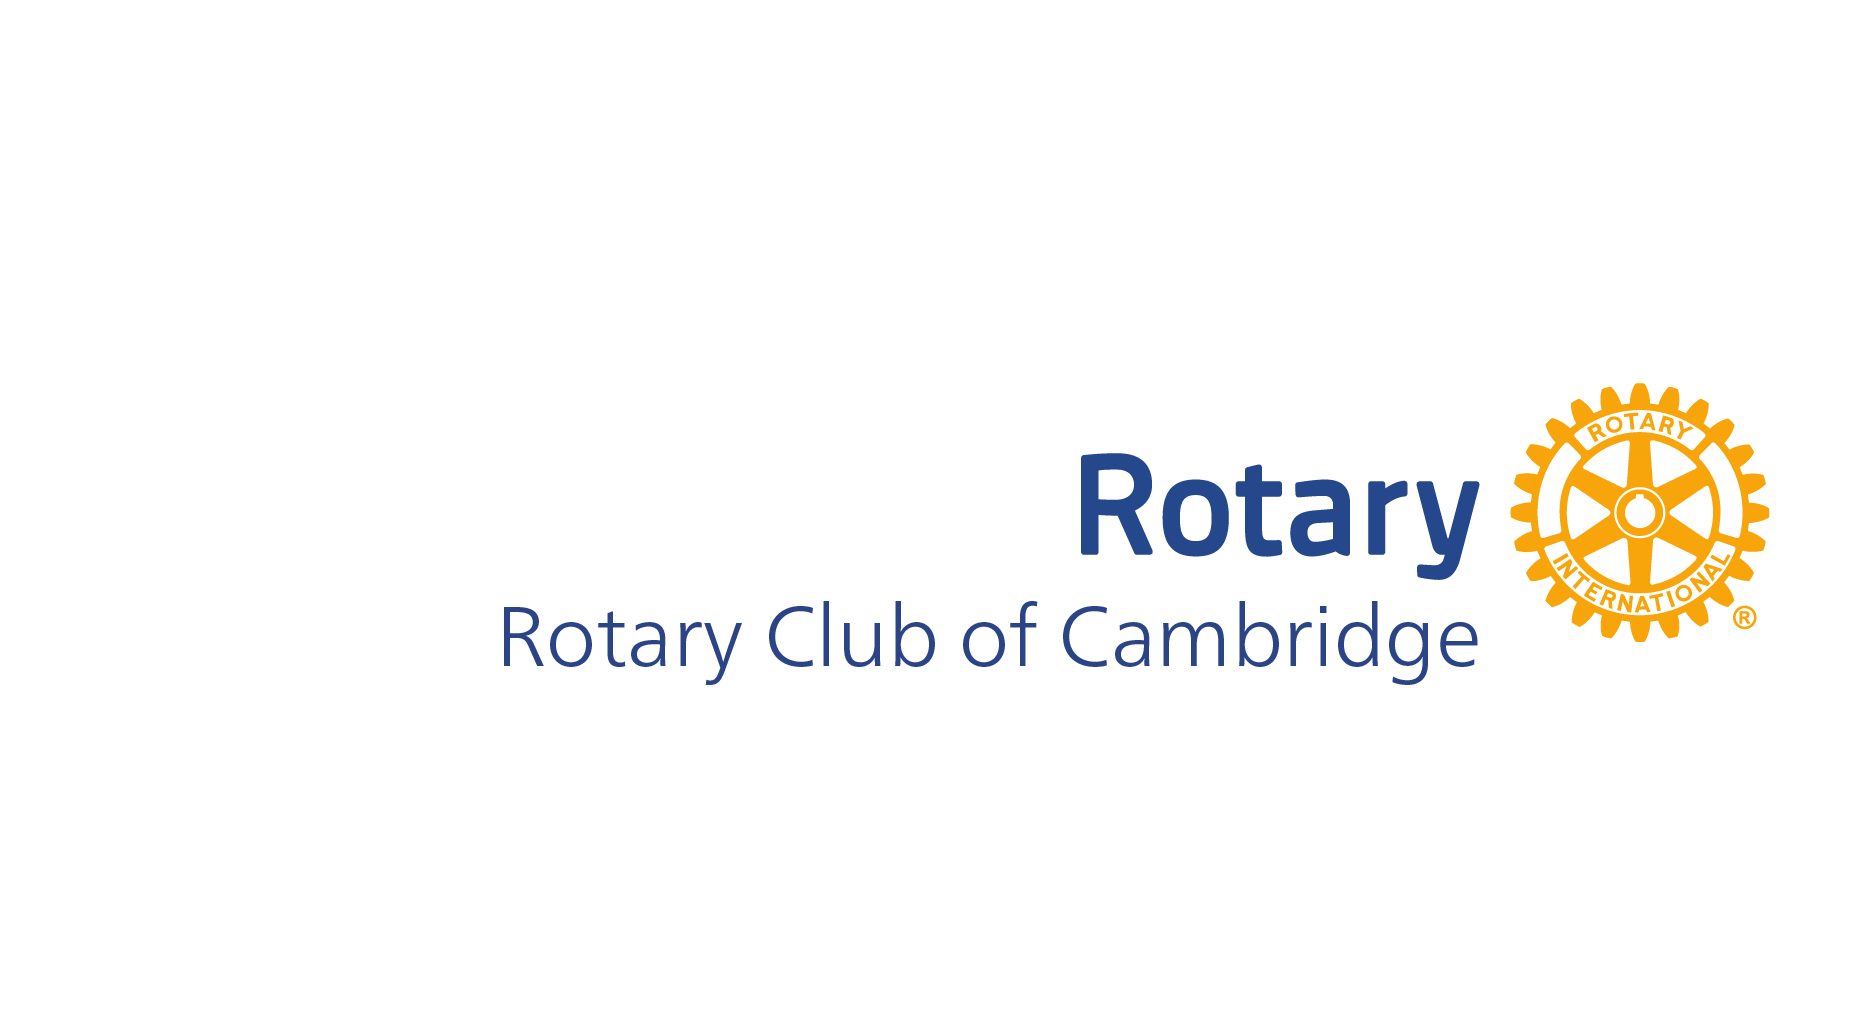 Rotary
Rotary Club of Cambridge
ROTARY
INTERNATIONAL
®